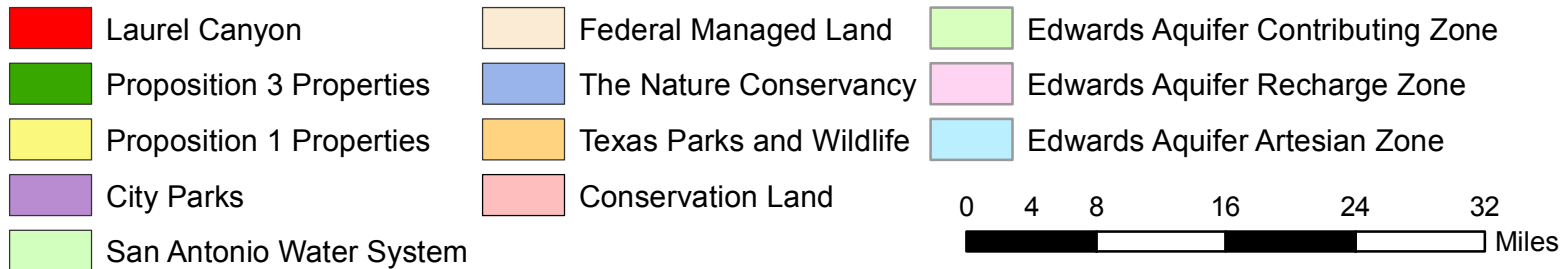 Laurel Canyon
Proposition 3 Properties
Proposition 1 Properties
City Parks
San Antonio Water System
Federal Managed Land
The Nature Conservancy
Texas Parks and Wildlife
Conservation Land
Edwards Aquifer Contributing Zone
Edwards Aquifer Recharge Zone
Edwards Aquifer Artesian Zone
0 4 8 16 24 32
Miles